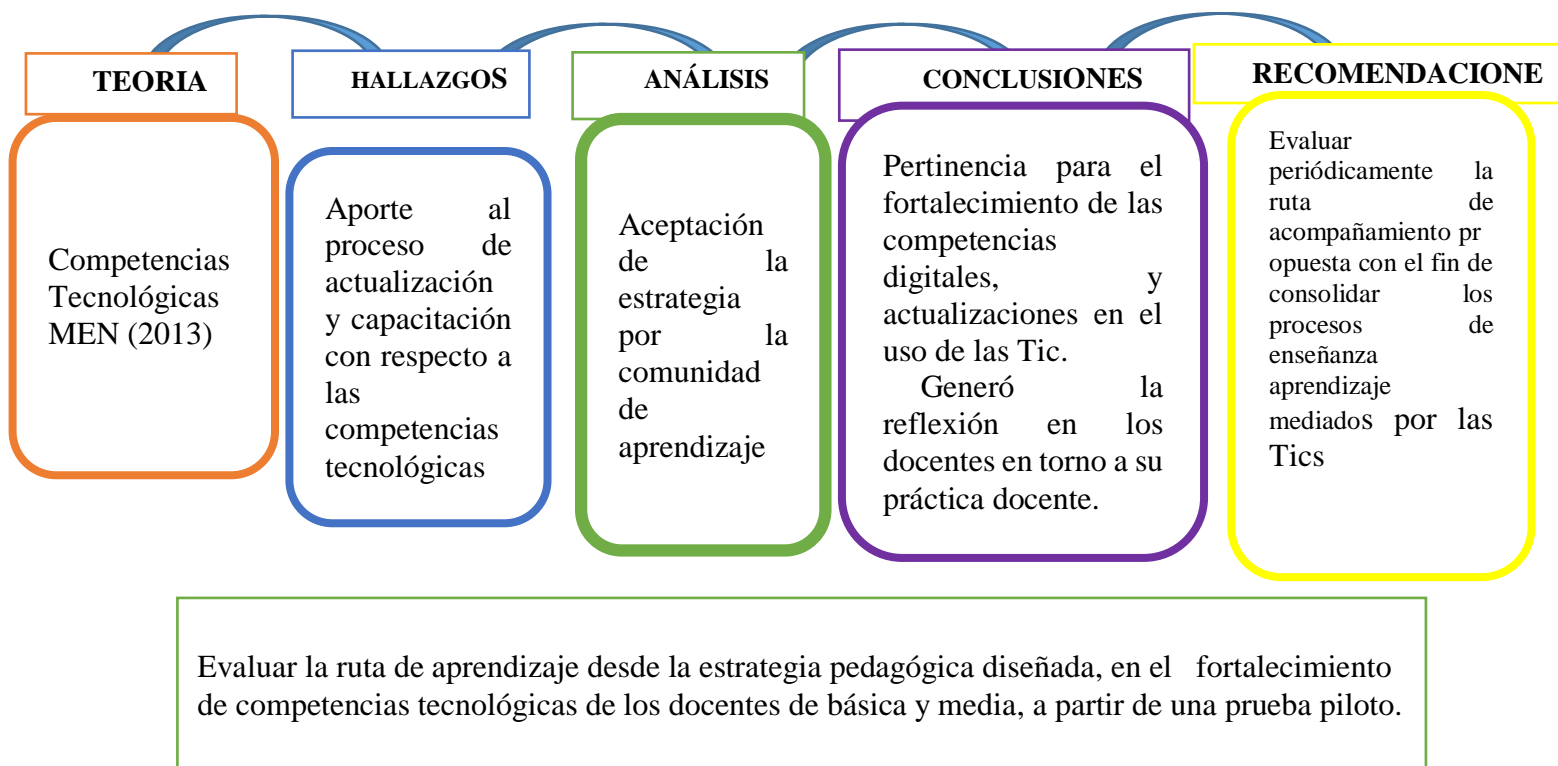 TEORIA
HALLAZGOS
ANÁLISIS
CONCLUSIONES
RECOMENDACIONE
Competencias
Tecnológicas
MEN (2013)
Aporte al
proceso de
actualización
y capacitación
con respecto a
las
competencias
tecnológicas
Aceptación
de la
estrategia
por la
comunidad
de
aprendizaje
Pertinencia para el
fortalecimiento de las
competencias
digitales, y
actualizaciones en el
uso de las Tic.
Generó la
reflexión en los
docentes en torno a su
práctica docente.
Evaluar
periódicamente la
ruta de
acompañamiento pr
opuesta con el fin de
consolidar los
procesos de
enseñanza
aprendizaje
mediados por las
Tics
Evaluar la ruta de aprendizaje desde la estrategia pedagógica diseñada, en el fortalecimiento
de competencias tecnológicas de los docentes de básica y media, a partir de una prueba piloto.